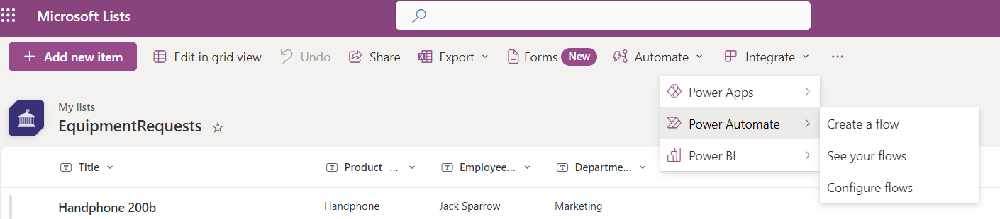 Microsoft Lists
Add new item
Edit in grid view
Undo
Share
Export
Forms New
Automate
Integrate
...
Power Apps
Power Automate
Power BI
Create a flow
See your flows
Configure flows
My lists
EquipmentRequests
Title
Product _...
Employee...
Departme...
Handphone 200b
Handphone
Jack Sparrow
Marketing